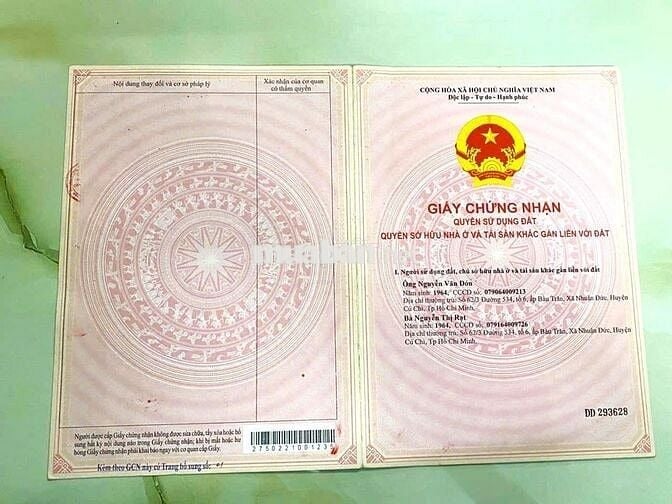 Nội dung thay đổi và cơ sở pháp lý
Xác nhận của cơ quan
có thẩm quyền
Người được cấp Giấy chứng nhận không được sửa chữa, tẩy xóa hoặc bổ
sung bất kỳ nội dung nào trong Giấy chứng nhận; khi bị mất hoặc hư
hỏng Giấy chứng nhận phải khai báo ngay với cơ quan cấp Giấy.
Kèm theo GCN này có Trang bổ sung số:
CỘNG HÒA XÃ HỘI CHỦ NGHĨA VIỆT NAM
Độc lập - Tự do - Hạnh phúc
GIẤY CHỨNG NHẬN
QUYỀN SỬ DỤNG ĐẤT
QUYỀN SỞ HỮU NHÀ Ở VÀ TÀI SẢN KHÁC GẮN LIỀN VỚI ĐẤT
I. Người sử dụng đất, chủ sở hữu nhà ở và tài sản khác gắn liền với đất
Ông Nguyễn Văn Đón
Năm sinh: 1964, CCCD số: 079064009213
Địa chỉ thường trú: Số 62/3 Đường 534, tổ 6, ấp Bàu Trăn, Xã Nhuận Đức, Huyện
Củ Chi, Tp Hồ Chí Minh.
Bà Nguyễn Thị Rạt
Năm sinh: 1964, CCCD số: 079164009726
Địa chỉ thường trú: Số 62/3 Đường 534, tổ 6, ấp Bàu Trăn, Xã Nhuận Đức, Huyện
Củ Chi, Tp Hồ Chí Minh.
DD 293628